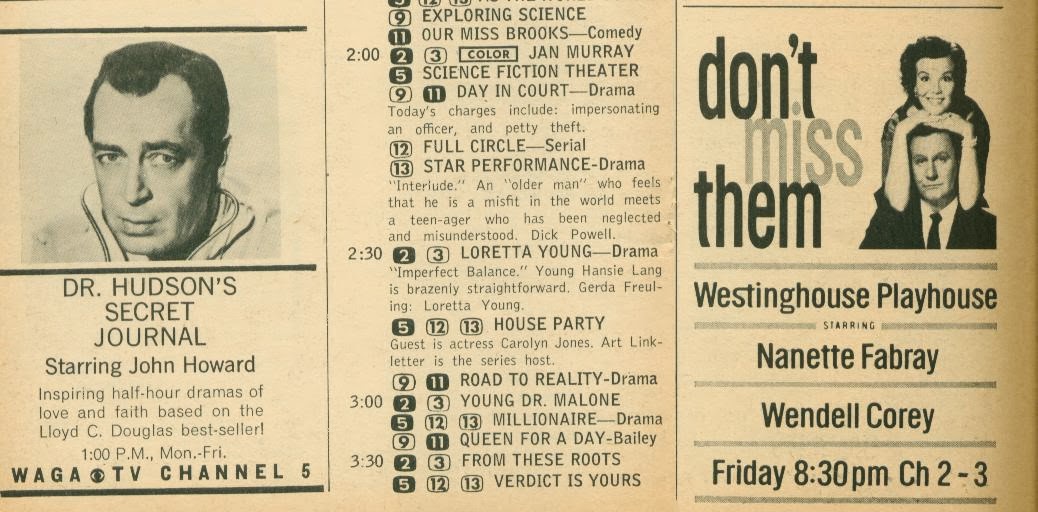 DR. HUDSON'S
SECRET
JOURNAL
Starring John Howard
Inspiring half-hour dramas of
love and faith based on the
Lloyd C. Douglas best-seller!
1:00 P.M., Mon.-Fri.
WAGA TV CHANNEL 5
5 12 13
9 EXPLORING SCIENCE
11 OUR MISS BROOKS—Comedy
2:00 2 3 COLOR JAN MURRAY
5 SCIENCE FICTION THEATER
9 11 DAY IN COURT—Drama
Today's charges include: impersonating
an officer, and petty theft.
12 FULL CIRCLE—Serial
13 STAR PERFORMANCE-Drama
"Interlude." An "older man" who feels
that he is a misfit in the world meets
a teen-ager who has been neglected
and misunderstood. Dick Powell.
2:30 2 3 LORETTA YOUNG—Drama
"Imperfect Balance." Young Hansie Lang
is brazenly straightforward. Gerda Freul-
ing: Loretta Young.
5 12 13 HOUSE PARTY
Guest is actress Carolyn Jones. Art Link-
letter is the series host.
9 11 ROAD TO REALITY-Drama
3:00 2 3 YOUNG DR. MALONE
5 12 13 MILLIONAIRE—Drama
9 11 QUEEN FOR A DAY-Bailey
3:30 2 3 FROM THESE ROOTS
5 12 13 VERDICT IS YOURS
don't
miss
them
Westinghouse Playhouse
STARRING
Nanette Fabray
Wendell Corey
Friday 8:30pm Ch 2-3